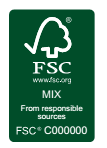 FSC
www.fsc.org
MIX
From responsible
sources
FSC® C000000